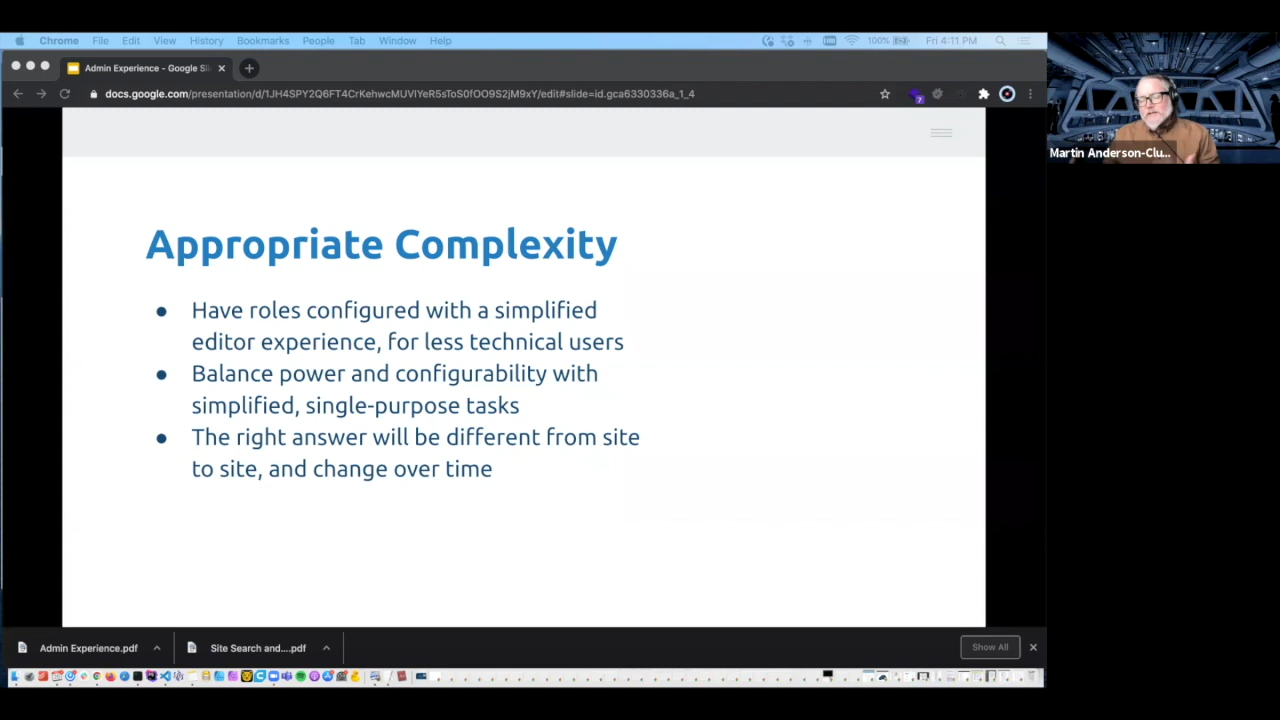 Chrome File Edit View History Bookmarks People Tab Window Help 100% Fri 4:11 PM
Admin Experience - Google Sli
docs.google.com/presentation/d/1JH4SPY2Q6FT4CrKehwcMUVIYeR5sToS0fOO9S2jM9xY/edit#slide=id.gca6330336a_1_4
7
Martin Anderson-Clu...
Appropriate Complexity
● Have roles configured with a simplified
editor experience, for less technical users
● Balance power and configurability with
simplified, single-purpose tasks
● The right answer will be different from site
to site, and change over time
Admin Experience.pdf Site Search and....pdf Show All